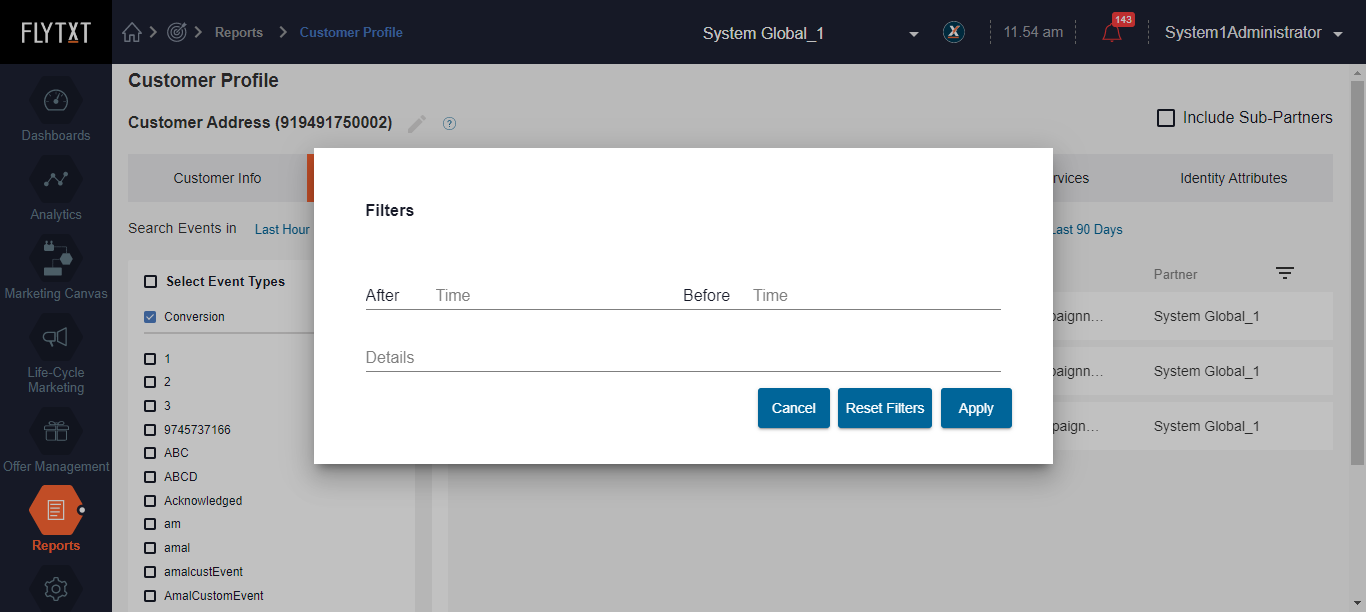 FLYTXT
Reports
Customer Profile
System Global_1
11.54 am
143
System1Administrator
Dashboards
Analytics
Marketing Canvas
Life-Cycle
Marketing
Offer Management
Reports
Customer Profile
Customer Address (919491750002)
?
Include Sub-Partners
Customer Info
rvices
Identity Attributes
Search Events in Last Hour
Last 90 Days
Select Event Types
Conversion
1
2
3
9745737166
ABC
ABCD
Acknowledged
am
amal
amalcustEvent
AmalCustomEvent
Partner
paignn... System Global_1
paignn... System Global_1
paign... System Global_1
Filters
After Time Before Time
Details
Cancel Reset Filters Apply